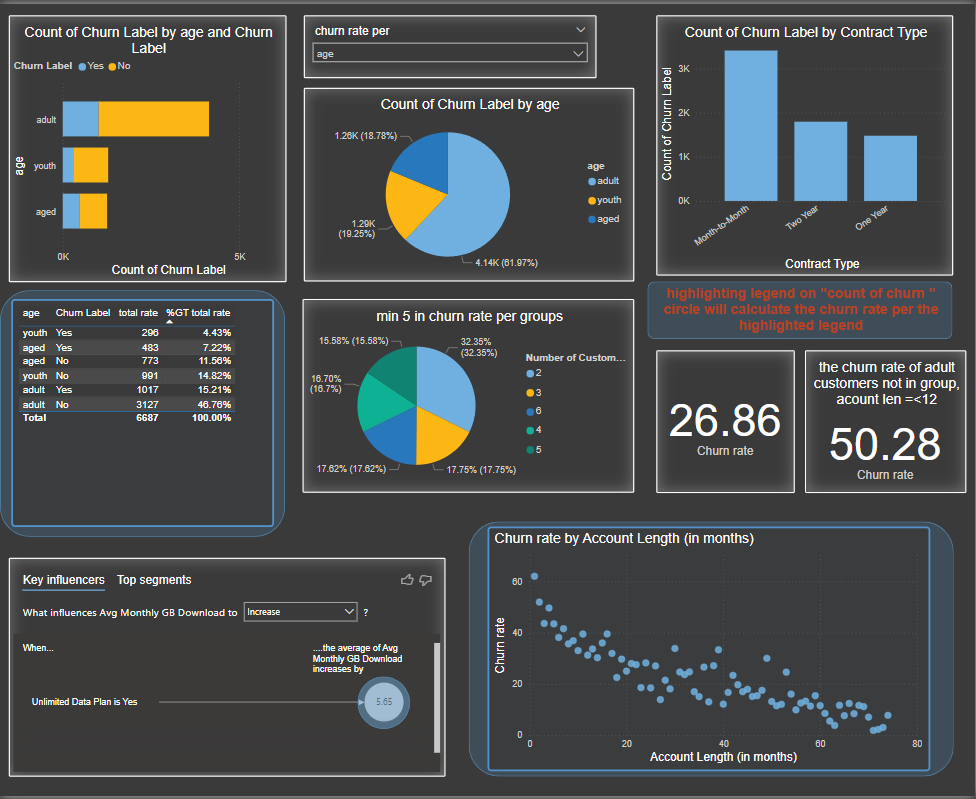 Count of Churn Label by age and Churn
Label
Churn Label Yes No
adult
youth
aged
age
0K 5K
Count of Churn Label
churn rate per
age
Count of Churn Label by age
1.26K (18.78%)
1.29K
(19.25%)
4.14K (61.97%)
age
adult
youth
aged
Count of Churn Label by Contract Type
Count of Churn Label
3K
2K
1K
0K
Month-to-Month
Two Year
One Year
Contract Type
age Churn Label total rate %GT total rate
youth Yes 296 4.43%
aged Yes 483 7.22%
aged No 773 11.56%
youth No 991 14.82%
adult Yes 1017 15.21%
adult No 3127 46.76%
Total 6687 100.00%
min 5 in churn rate per groups
15.58% (15.58%)
32.35%
(32.35%)
16.70%
(16.7%)
17.62% (17.62%)
17.75% (17.75%)
Number of Custom...
2
3
6
4
5
highlighting legend on "count of churn "
circle will calculate the churn rate per the
highlighted legend
26.86
Churn rate
the churn rate of adult
customers not in group,
acount len =<12
50.28
Churn rate
Key influencers Top segments
What influences Avg Monthly GB Download to Increase ?
When...
....the average of Avg
Monthly GB Download
increases by
Unlimited Data Plan is Yes
5.65
Churn rate by Account Length (in months)
Churn rate
60
40
20
0
0 20 40 60 80
Account Length (in months)